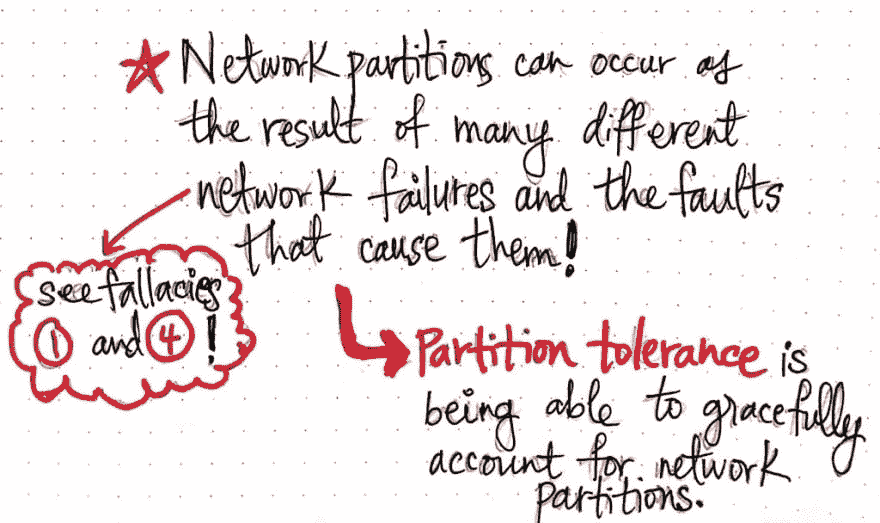 Network partitions can occur as
the result of many different
network failures and the faults
that cause them!
see fallacies
1 and 4!
Partition tolerance is
being able to gracefully
account for network
partitions.